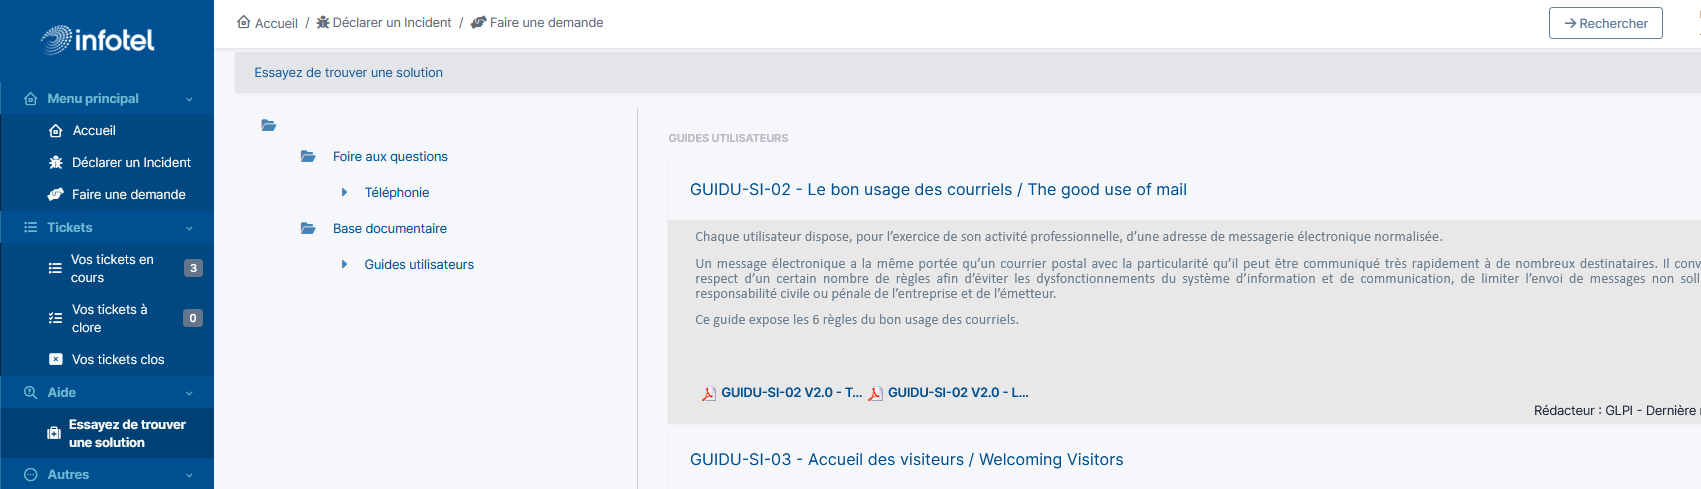 infotel
Menu principal
Accueil
Déclarer un Incident
Faire une demande
Tickets
Vos tickets en
cours
3
Vos tickets à
clore
0
Vos tickets clos
Aide
Essayez de trouver
une solution
Autres
Accueil / Déclarer un Incident / Faire une demande
Rechercher
Essayez de trouver une solution
Foire aux questions
Téléphonie
Base documentaire
Guides utilisateurs
GUIDES UTILISATEURS
GUIDU-SI-02 - Le bon usage des courriels / The good use of mail
Chaque utilisateur dispose, pour l’exercice de son activité professionnelle, d’une adresse de messagerie électronique normalisée.
Un message électronique a la même portée qu’un courrier postal avec la particularité qu’il peut être communiqué très rapidement à de nombreux destinataires. Il conv
respect d’un certain nombre de règles afin d’éviter les dysfonctionnements du système d’information et de communication, de limiter l’envoi de messages non soll
responsabilité civile ou pénale de l’entreprise et de l’émetteur.
Ce guide expose les 6 règles du bon usage des courriels.
GUIDU-SI-02 V2.0 - T... GUIDU-SI-02 V2.0 - L...
Rédacteur : GLPI - Dernière
GUIDU-SI-03 - Accueil des visiteurs / Welcoming Visitors